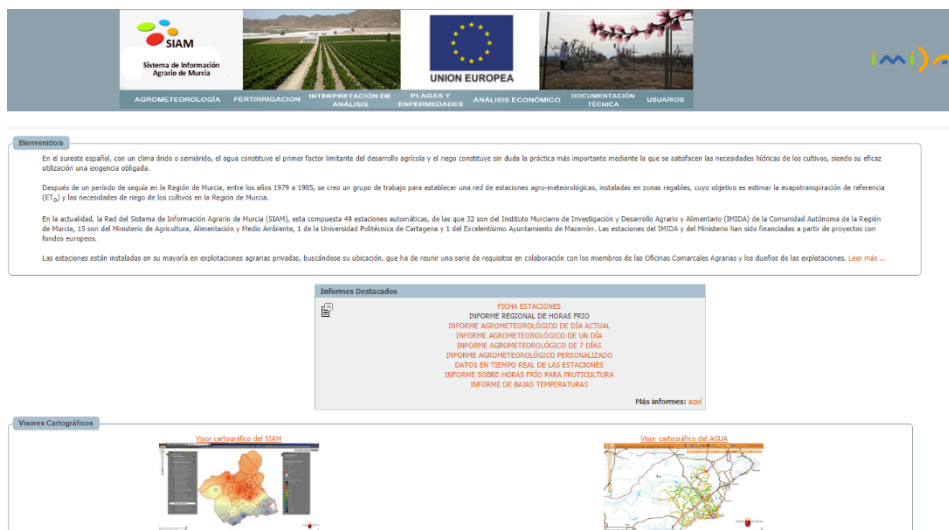 SIAM
Sistema de Información
Agrario de Murcia
UNION EUROPEA
imida
AGROMETEOROLOGÍA FERTIRRIGACION INTERPRETACIÓN DE ANÁLISIS PLAGAS Y ENFERMEDADES ANÁLISIS ECONÓMICO DOCUMENTACIÓN TÉCNICA USUARIOS
Bienvenido/a
En el sureste español, con un clima árido o semiárido, el agua constituye el primer factor limitante del desarrollo agrícola y el riego constituye sin duda la práctica más importante mediante la que se satisfacen las necesidades hídricas de los cultivos, siendo su eficaz
utilización una exigencia obligada.
Después de un período de sequía en la Región de Murcia, entre los años 1979 a 1985, se creo un grupo de trabajo para establecer una red de estaciones agro-meteorológicas, instaladas en zonas regables, cuyo objetivo es estimar la evapotranspiración de referencia
(ET0) y las necesidades de riego de los cultivos en la Región de Murcia.
En la actualidad, la Red del Sistema de Información Agrario de Murcia (SIAM), esta compuesta 49 estaciones automáticas, de las que 32 son del Instituto Murciano de Investigación y Desarrollo Agrario y Alimentario (IMIDA) de la Comunidad Autónoma de la Región
de Murcia, 15 son del Ministerio de Agricultura, Alimentación y Medio Ambiente, 1 de la Universidad Politécnica de Cartagena y 1 del Excelentísimo Ayuntamiento de Mazarrón. Las estaciones del IMIDA y del Ministerio han sido financiadas a partir de proyectos con
fondos europeos.
Las estaciones están instaladas en su mayoría en explotaciones agrarias privadas, buscándose su ubicación, que ha de reunir una serie de requisitos en colaboración con los miembros de las Oficinas Comarcales Agrarias y los dueños de las explotaciones. Leer más ...
Informes Destacados
FICHA ESTACIONES
INFORME REGIONAL DE HORAS FRIO
INFORME AGROMETEOROLÓGICO DE DÍA ACTUAL
INFORME AGROMETEOROLÓGICO DE UN DÍA
INFORME AGROMETEOROLÓGICO DE 7 DÍAS
INFORME AGROMETEOROLÓGICO PERSONALIZADO
DATOS EN TIEMPO REAL DE LAS ESTACIONES
INFORME SOBRE HORAS FRÍO PARA FRUTICULTURA
INFORME DE BAJAS TEMPERATURAS
Más informes: aquí
Visores Cartográficos
Visor cartográfico del SIAM
Visor cartográfico del AGUA